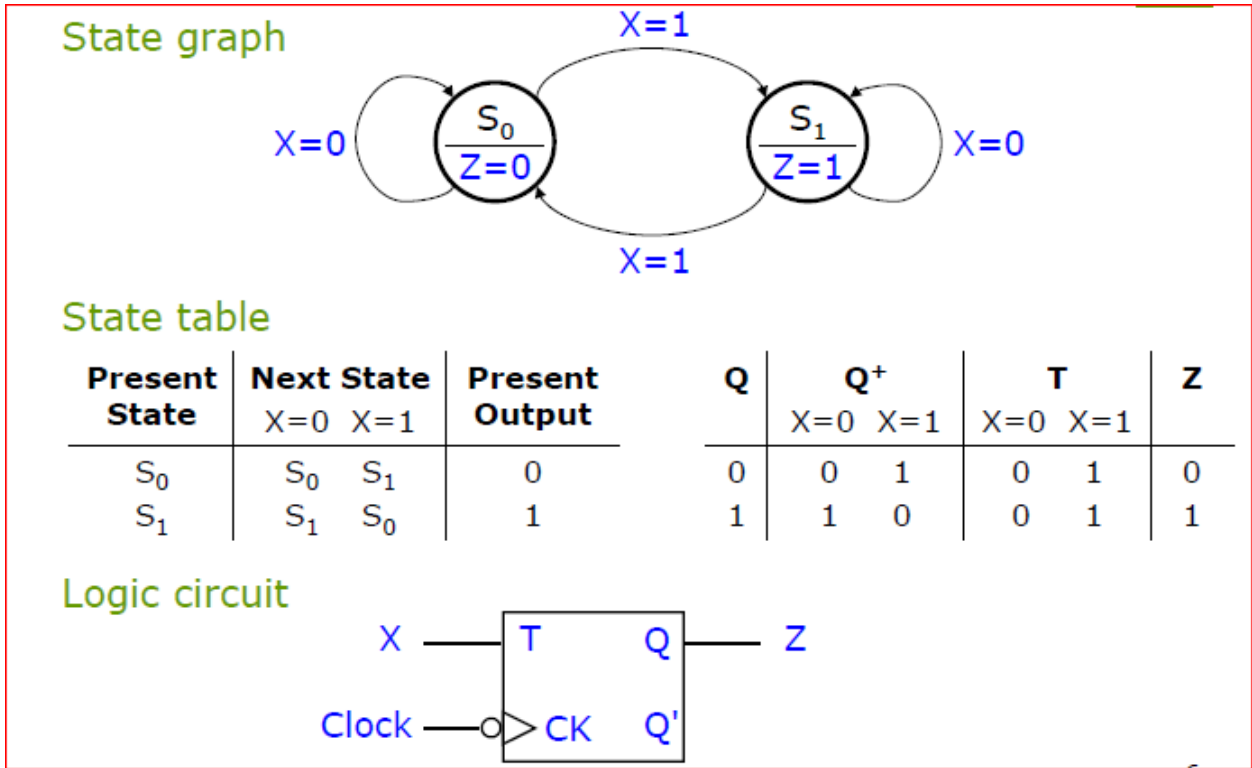 State graph
X=1
X=0
S₀
Z=0
S₁
Z=1
X=0
X=1
State table
Present State Next State Present Output Q Q⁺ T Z
X=0 X=1 X=0 X=1 X=0 X=1
S₀ S₀ S₁ 0 0 0 1 0 1 0
S₁ S₁ S₀ 1 1 1 0 0 1 1
Logic circuit
X T Q Z
Clock CK Q'